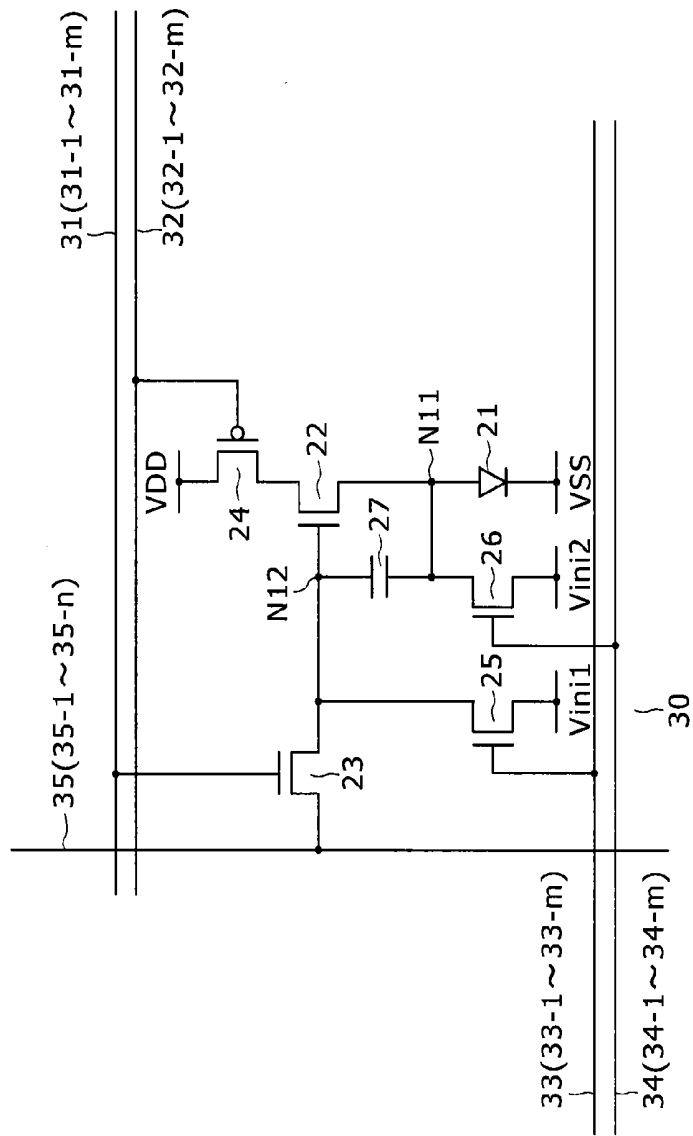 31(31-1～31-m)
32(32-1～32-m)
35(35-1～35-n)
VDD
24
22
N12
27
N11
23
25
26
21
Vini1
Vini2
VSS
30
33(33-1～33-m)
34(34-1～34-m)